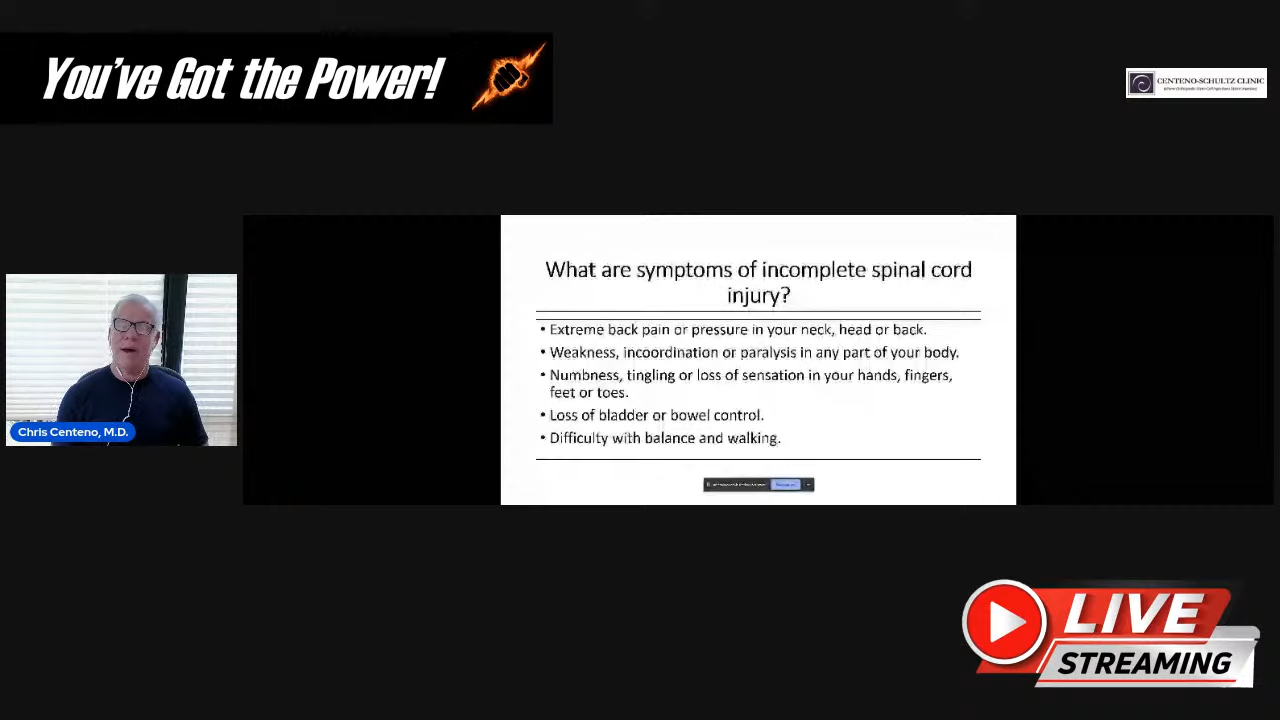 You've Got the Power!
CENTENO-SCHULTZ CLINIC
What are symptoms of incomplete spinal cord
injury?
• Extreme back pain or pressure in your neck, head or back.
• Weakness, incoordination or paralysis in any part of your body.
• Numbness, tingling or loss of sensation in your hands, fingers,
feet or toes.
• Loss of bladder or bowel control.
• Difficulty with balance and walking.
Chris Centeno, M.D.
LIVE
STREAMING